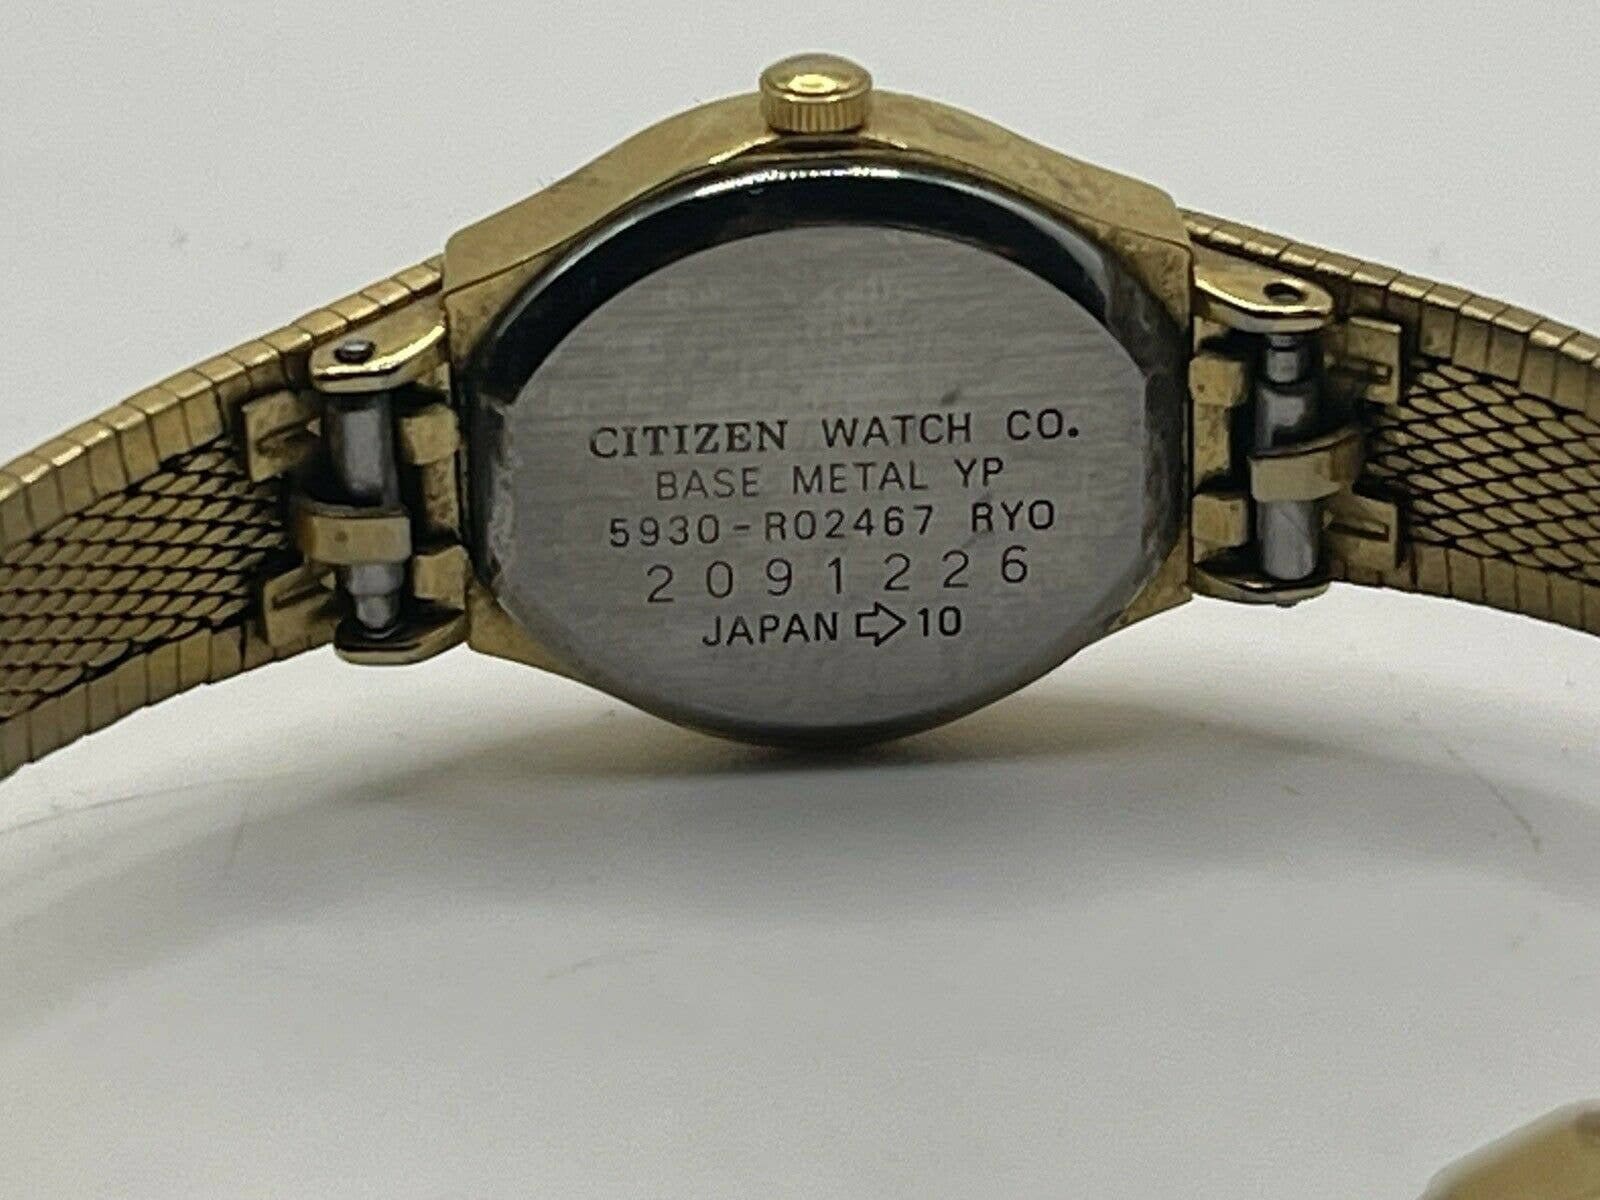 CITIZEN WATCH CO.
BASE METAL YP
5930-R02467 RYO
2091226
JAPAN ⇨10